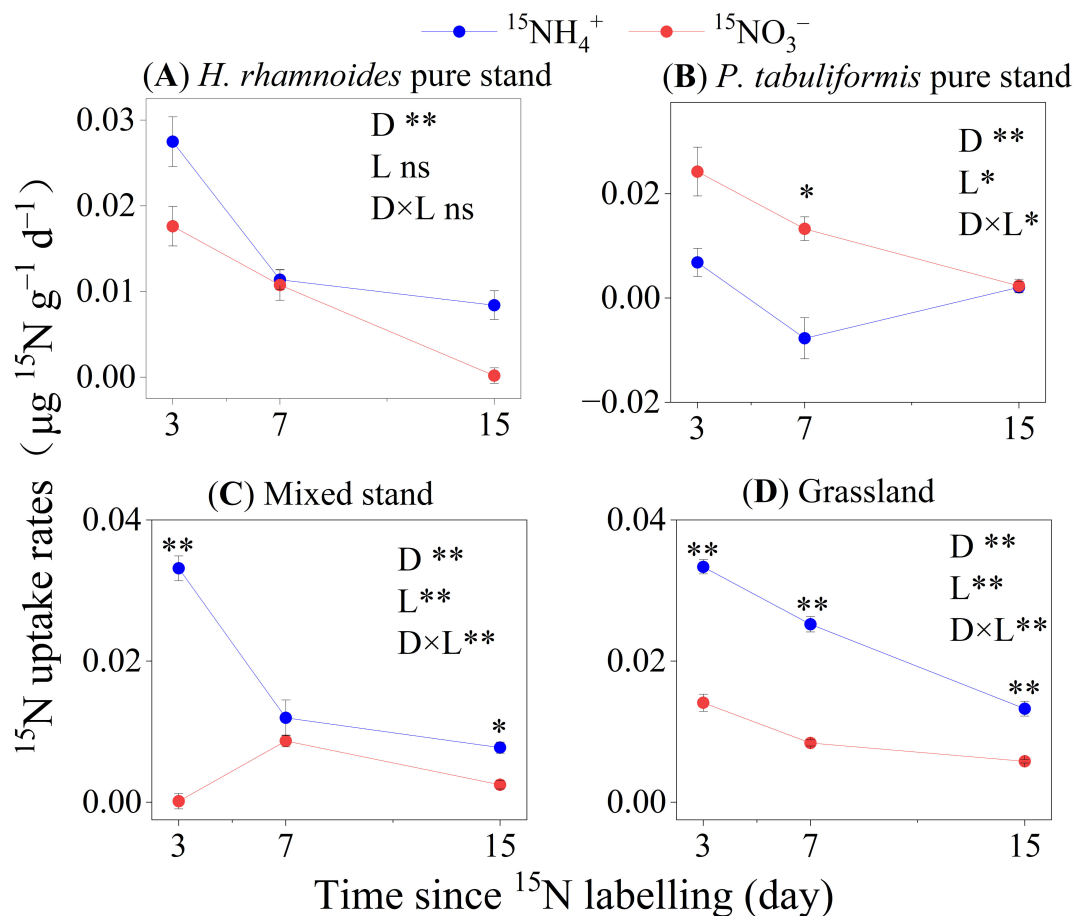 ¹⁵NH₄⁺ ¹⁵NO₃⁻
(A) H. rhamnoides pure stand
0.03
0.02
0.01
0.00
D **
L ns
D×L ns
3 7 15
(B) P. tabuliformis pure stand
0.02
0.00
−0.02
*
D **
L*
D×L*
3 7 15
(C) Mixed stand
0.04
0.02
0.00
**
*
D **
L**
D×L**
3 7 15
(D) Grassland
0.04
0.02
0.00
**
**
**
D **
L**
D×L**
3 7 15
¹⁵N uptake rates (μg ¹⁵N g⁻¹ d⁻¹)
Time since ¹⁵N labelling (day)